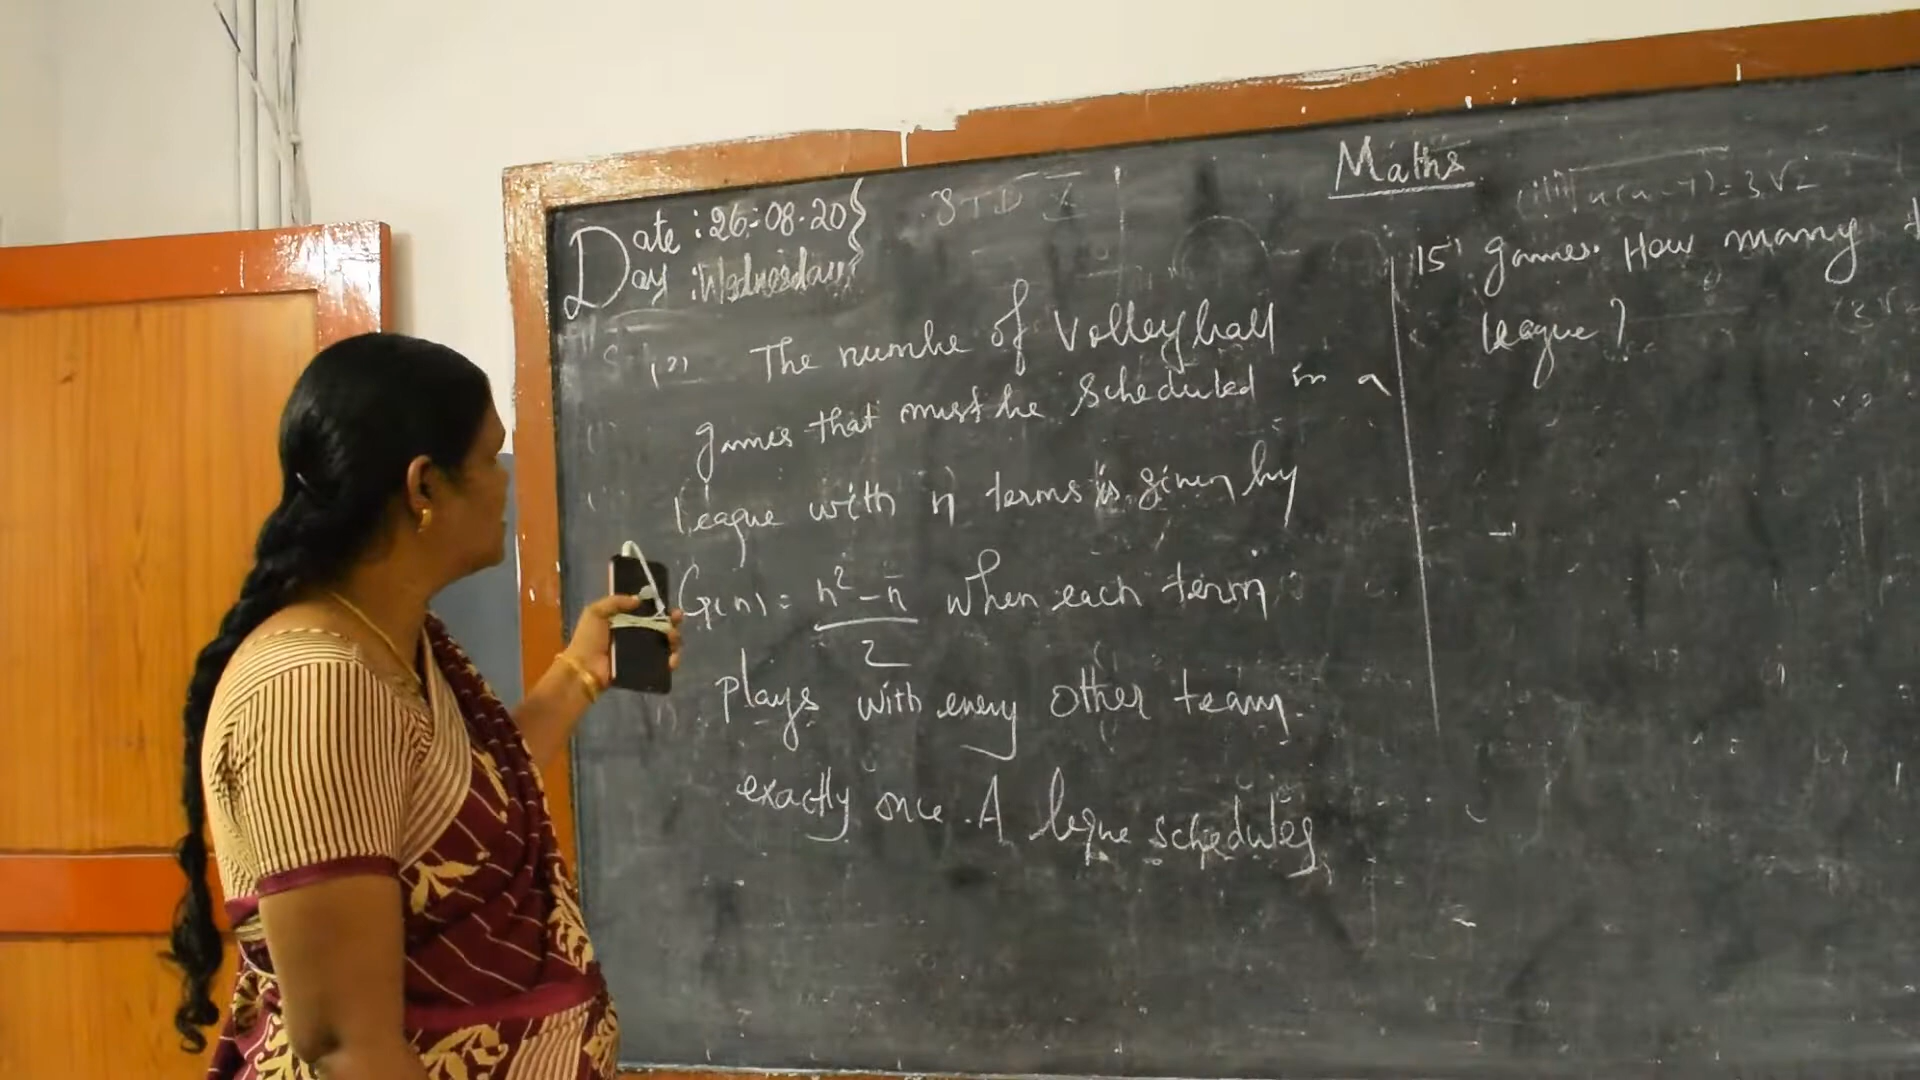 Maths
Date : 26-08-20
Day : Wednesday
STD X
(2) The numbe of Volleyball
games that must be scheduled in a
league with n terms is given by
G(n) = n² - n / 2 when each term
plays with every other team.
exactly once. A legue schedules
15 games. How many
league?